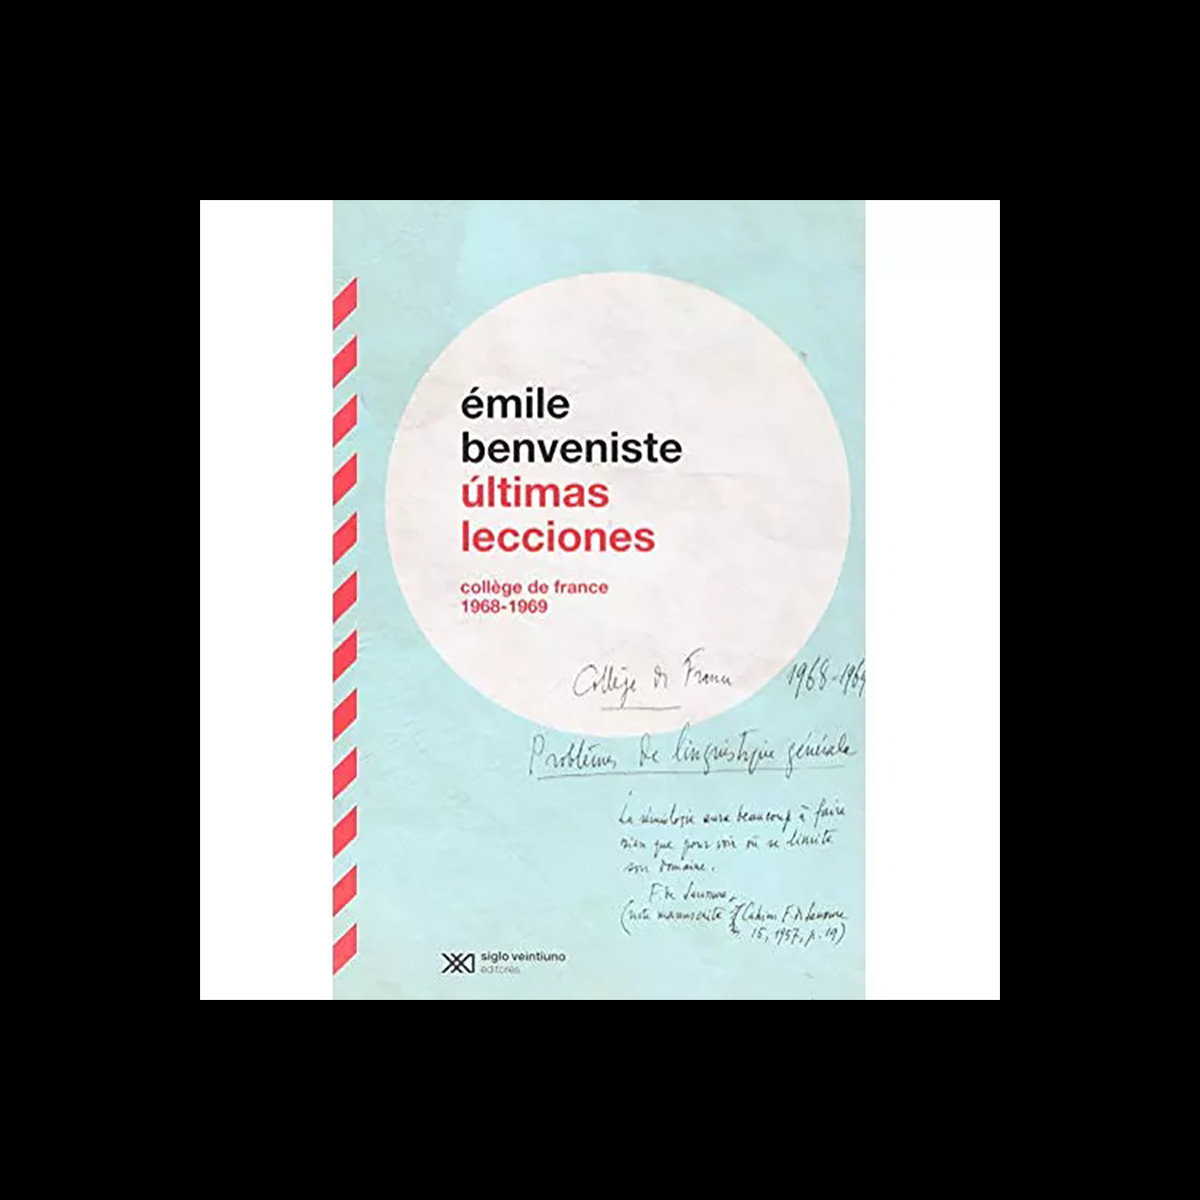 émile
benveniste
últimas
lecciones
collège de france
1968-1969
Collège de France 1968-1969
Problèmes de linguistique générale
La sémiologie aura beaucoup à faire
rien que pour voir où se limite
son domaine.
F. de Saussure,
(note manuscrite Cahiers F. d Saussure
15, 1957, p. 19)
siglo veintiuno
editores